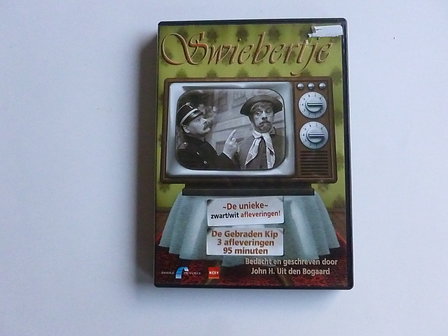 Swiebertje
~De unieke~
zwart/wit afleveringen!
De Gebraden Kip
3 afleveringen
95 minuten
Bedacht en geschreven door
John H. Uit den Bogaard